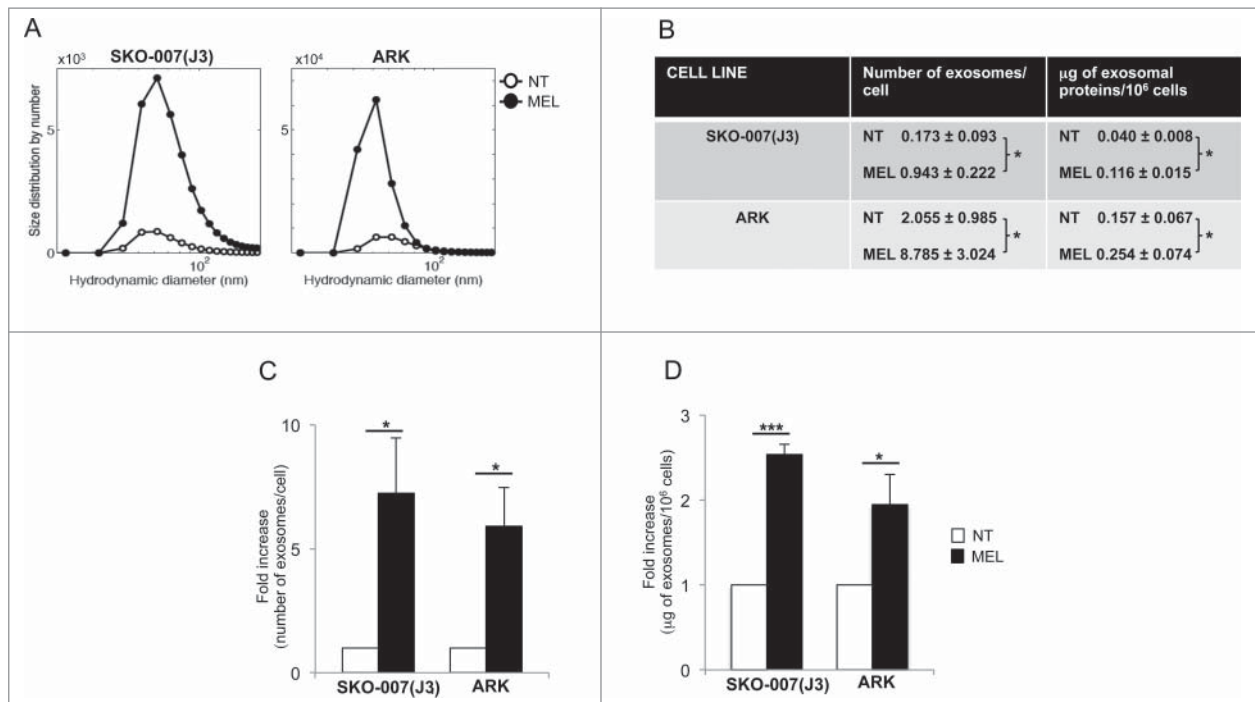 A
SKO-007(J3)
ARK
x10³
x10⁴
NT
MEL
5
5
0
0
10²
10²
Size distribution by number
Hydrodynamic diameter (nm)
Hydrodynamic diameter (nm)
B
CELL LINE
Number of exosomes/
cell
µg of exosomal
proteins/10⁶ cells
SKO-007(J3)
NT 0.173 ± 0.093
*
NT 0.040 ± 0.008
*
MEL 0.943 ± 0.222
MEL 0.116 ± 0.015
ARK
NT 2.055 ± 0.985
*
NT 0.157 ± 0.067
*
MEL 8.785 ± 3.024
MEL 0.254 ± 0.074
C
10
5
0
Fold increase
(number of exosomes/cell)
*
*
SKO-007(J3)
ARK
D
3
2
1
0
Fold increase
(µg of exosomes/10⁶ cells)
***
*
NT
MEL
SKO-007(J3)
ARK